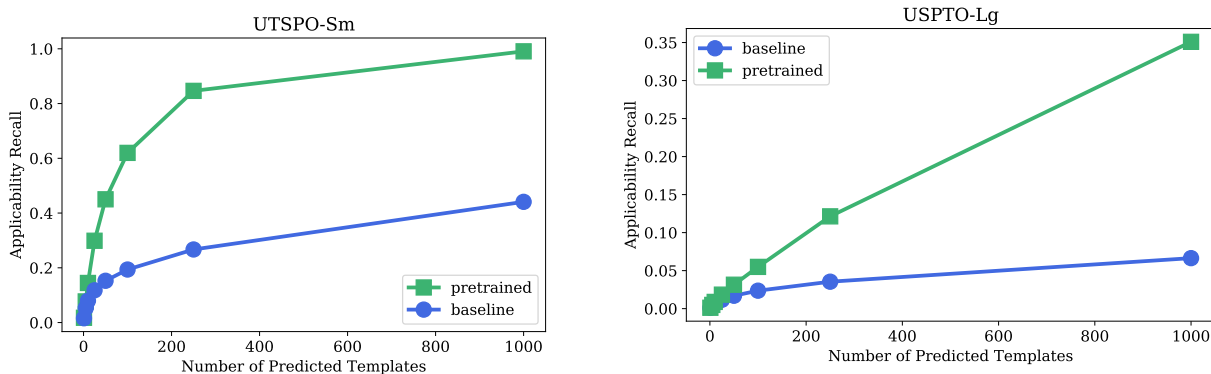 UTSPO-Sm
Applicability Recall
1.0
0.8
0.6
0.4
0.2
0.0
pretrained
baseline
0
200
400
600
800
1000
Number of Predicted Templates
USPTO-Lg
Applicability Recall
0.35
0.30
0.25
0.20
0.15
0.10
0.05
0.00
baseline
pretrained
0
200
400
600
800
1000
Number of Predicted Templates